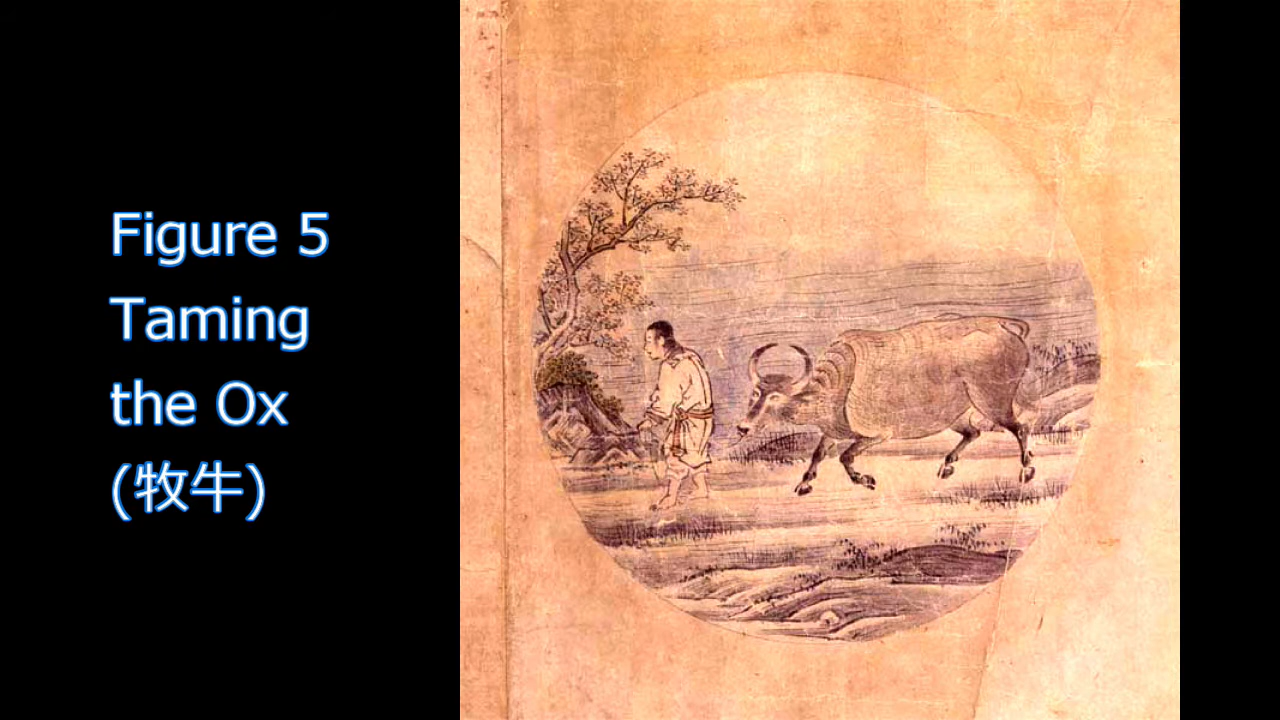 Figure 5
Taming
the Ox
(牧牛)